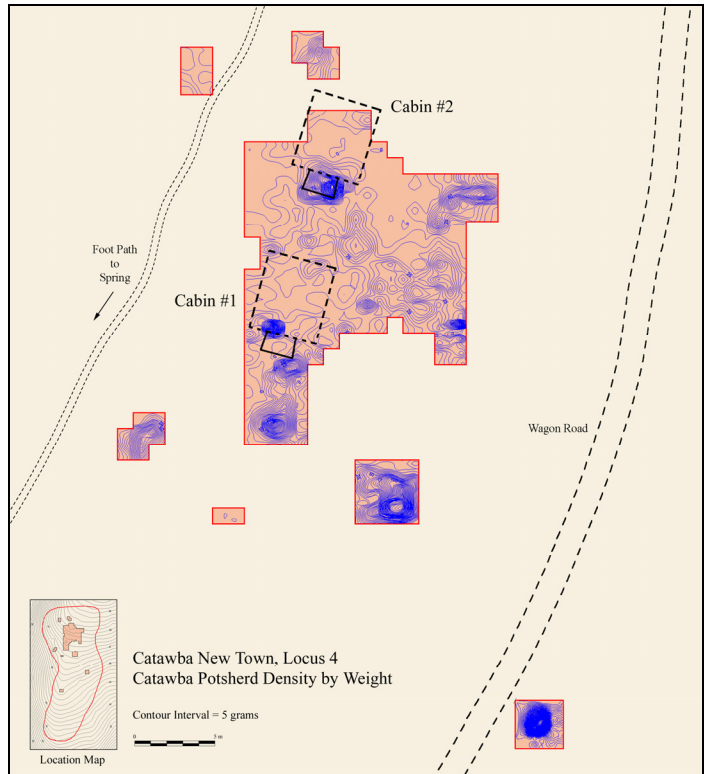 Cabin #2
Foot Path
to
Spring
Cabin #1
Wagon Road
Catawba New Town, Locus 4
Catawba Potsherd Density by Weight
Contour Interval = 5 grams
0 5 m
Location Map